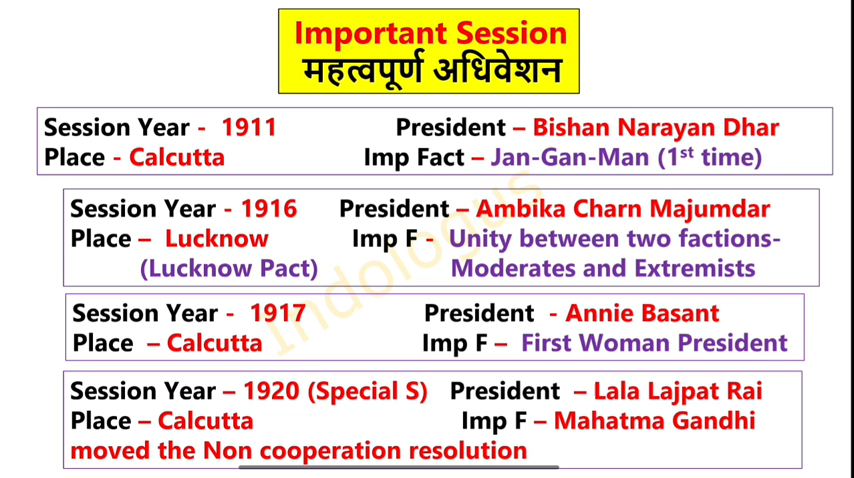 Important Session
महत्वपूर्ण अधिवेशन
Session Year - 1911 President – Bishan Narayan Dhar
Place - Calcutta Imp Fact – Jan-Gan-Man (1st time)
Session Year - 1916 President – Ambika Charn Majumdar
Place – Lucknow Imp F - Unity between two factions-
(Lucknow Pact) Moderates and Extremists
Session Year - 1917 President - Annie Basant
Place – Calcutta Imp F – First Woman President
Session Year – 1920 (Special S) President – Lala Lajpat Rai
Place – Calcutta Imp F – Mahatma Gandhi
moved the Non cooperation resolution
Indologus